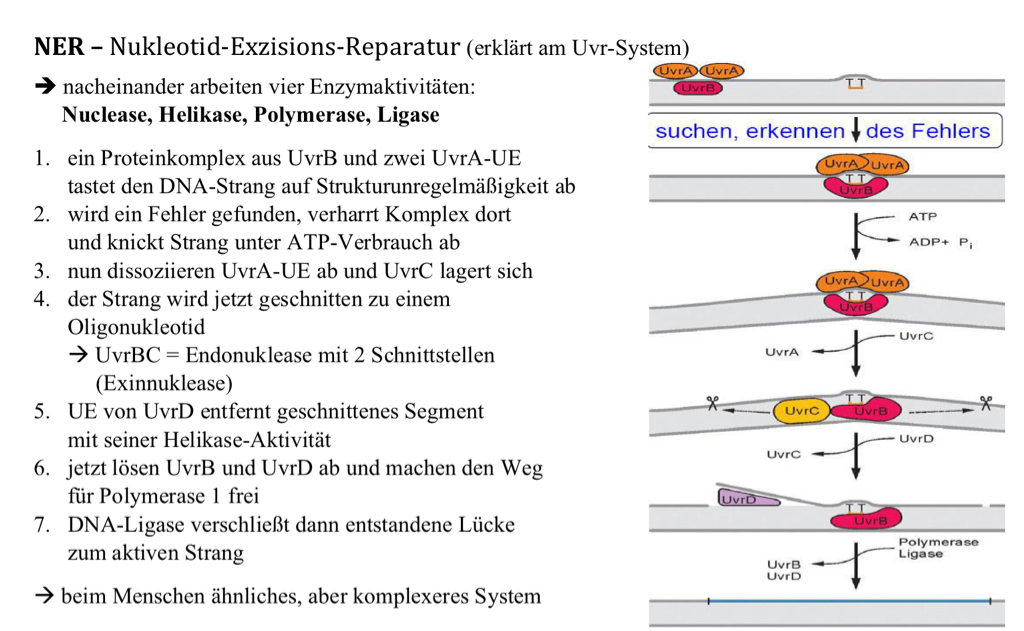 NER – Nukleotid-Exzisions-Reparatur (erklärt am Uvr-System)
➔ nacheinander arbeiten vier Enzymaktivitäten:
Nuclease, Helikase, Polymerase, Ligase
1. ein Proteinkomplex aus UvrB und zwei UvrA-UE
tastet den DNA-Strang auf Strukturunregelmäßigkeit ab
2. wird ein Fehler gefunden, verharrt Komplex dort
und knickt Strang unter ATP-Verbrauch ab
3. nun dissoziieren UvrA-UE ab und UvrC lagert sich
4. der Strang wird jetzt geschnitten zu einem
Oligonukleotid
→ UvrBC = Endonuklease mit 2 Schnittstellen
(Exinnuklease)
5. UE von UvrD entfernt geschnittenes Segment
mit seiner Helikase-Aktivität
6. jetzt lösen UvrB und UvrD ab und machen den Weg
für Polymerase 1 frei
7. DNA-Ligase verschließt dann entstandene Lücke
zum aktiven Strang
→ beim Menschen ähnliches, aber komplexeres System
UvrA UvrA
UvrB
TT
suchen, erkennen des Fehlers
UvrA UvrA
TT
UvrB
ATP
ADP+ Pi
UvrA UvrA
TT
UvrB
UvrC
UvrA
TT
UvrC UvrB
UvrD
UvrC
UvrD
TT
UvrB
Polymerase
Ligase
UvrB
UvrD